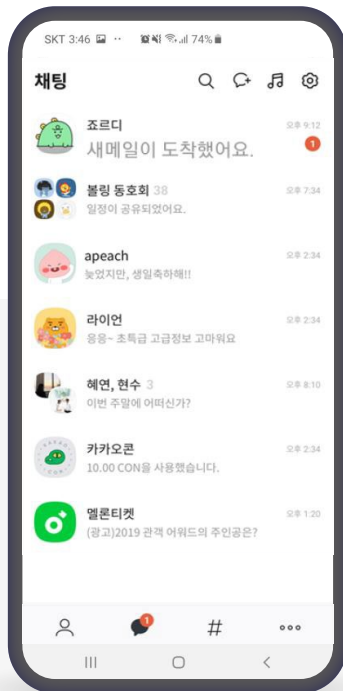 SKT 3:46 74%
채팅
죠르디 오후 9:12
새메일이 도착했어요. 1
볼링 동호회 38 오후 7:34
일정이 공유되었어요.
apeach 오후 2:34
늦었지만, 생일축하해!!
라이언 오후 2:34
응응~ 초특급 고급정보 고마워요
혜연, 현수 3 오후 8:10
이번 주말에 어떠신가?
카카오콘 오후 2:34
10.00 CON을 사용했습니다.
멜론티켓 오후 1:20
(광고)2019 관객 어워드의 주인공은?
1
#